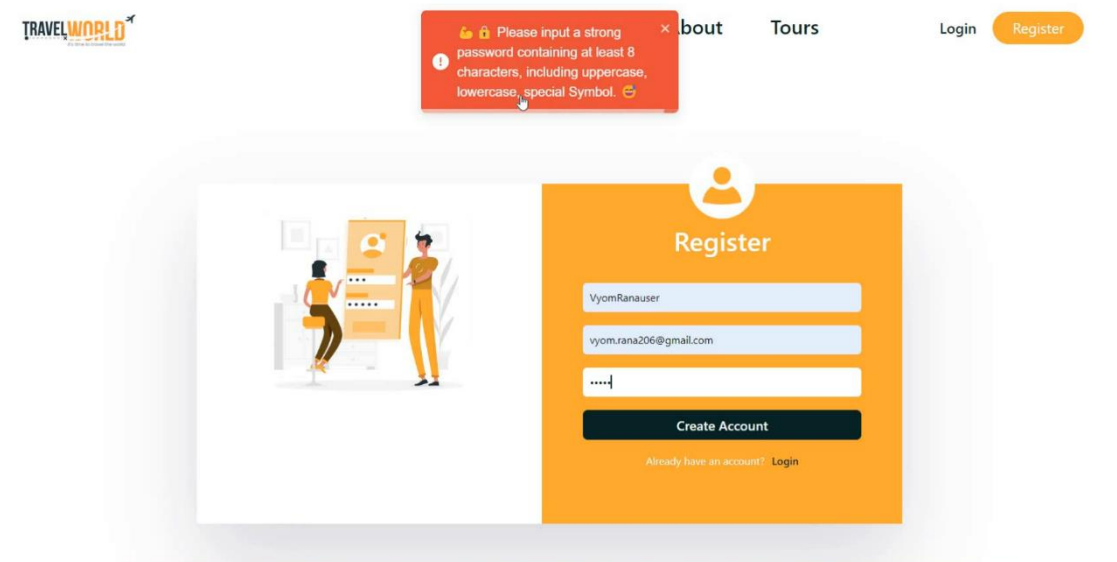 TRAVELWORLD
💪 🔒 Please input a strong
password containing at least 8
characters, including uppercase,
lowercase, special Symbol. 😅
Tours
Login
Register
Register
VyomRanauser
vyom.rana206@gmail.com
•••••
Create Account
Already have an account? Login